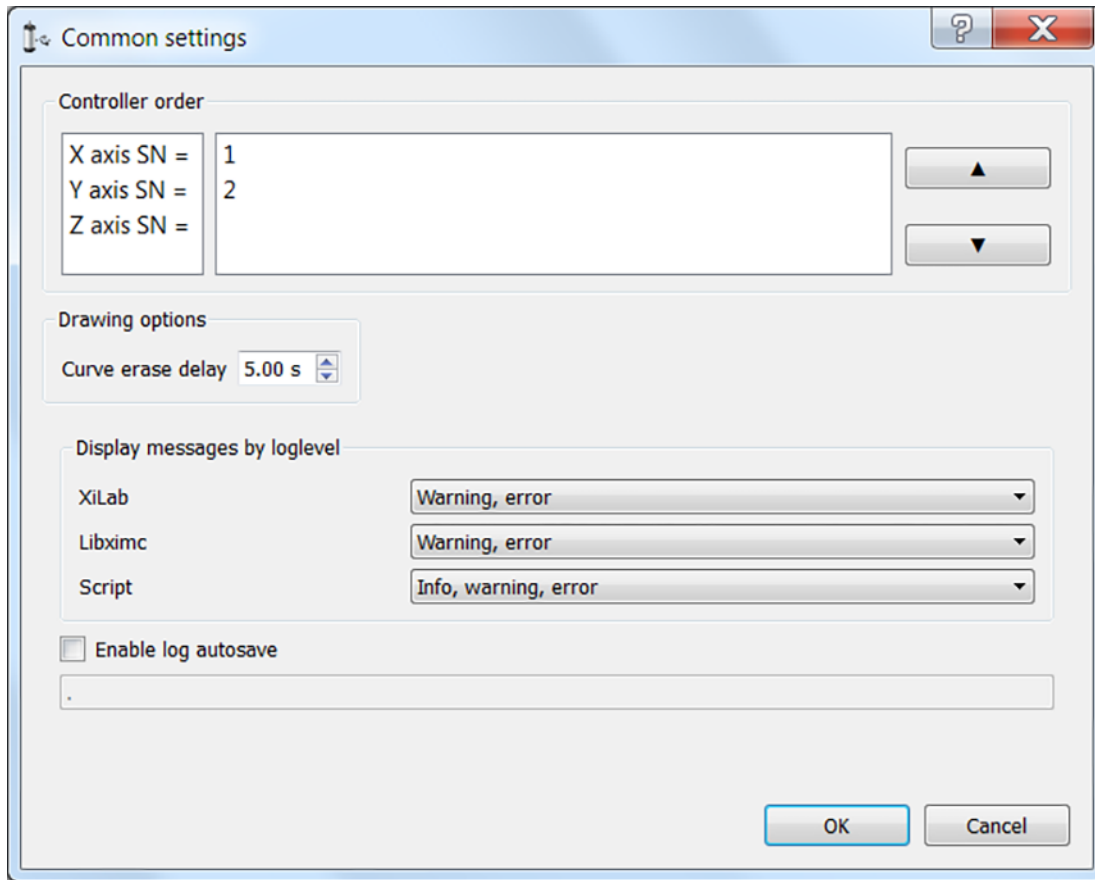 Common settings
Controller order
X axis SN = 1
Y axis SN = 2
Z axis SN =
▲
▼
Drawing options
Curve erase delay 5.00 s
Display messages by loglevel
XiLab Warning, error
Libximc Warning, error
Script Info, warning, error
Enable log autosave
.
OK Cancel